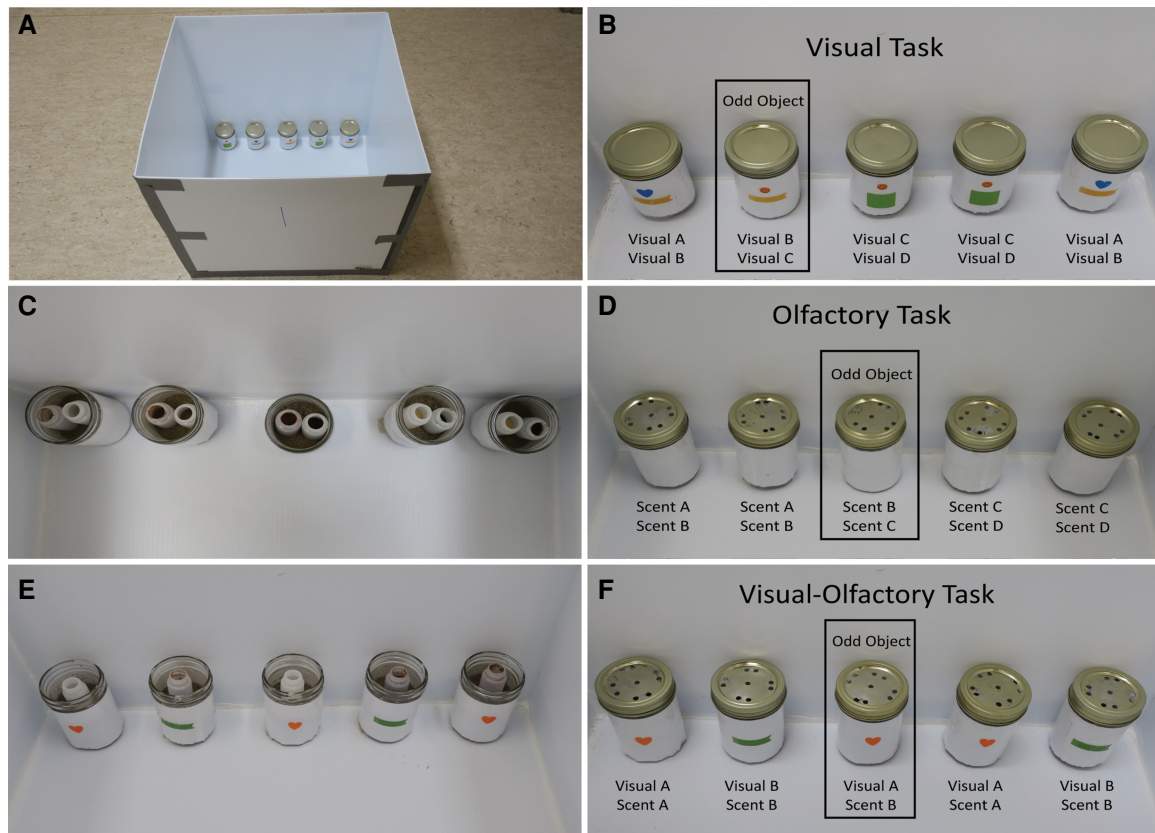 A
B
Visual Task
Odd Object
Visual A
Visual B
Visual B
Visual C
Visual C
Visual D
Visual C
Visual D
Visual A
Visual B
C
D
Olfactory Task
Odd Object
Scent A
Scent B
Scent A
Scent B
Scent B
Scent C
Scent C
Scent D
Scent C
Scent D
E
F
Visual-Olfactory Task
Odd Object
Visual A
Scent A
Visual B
Scent B
Visual A
Scent B
Visual A
Scent A
Visual B
Scent B